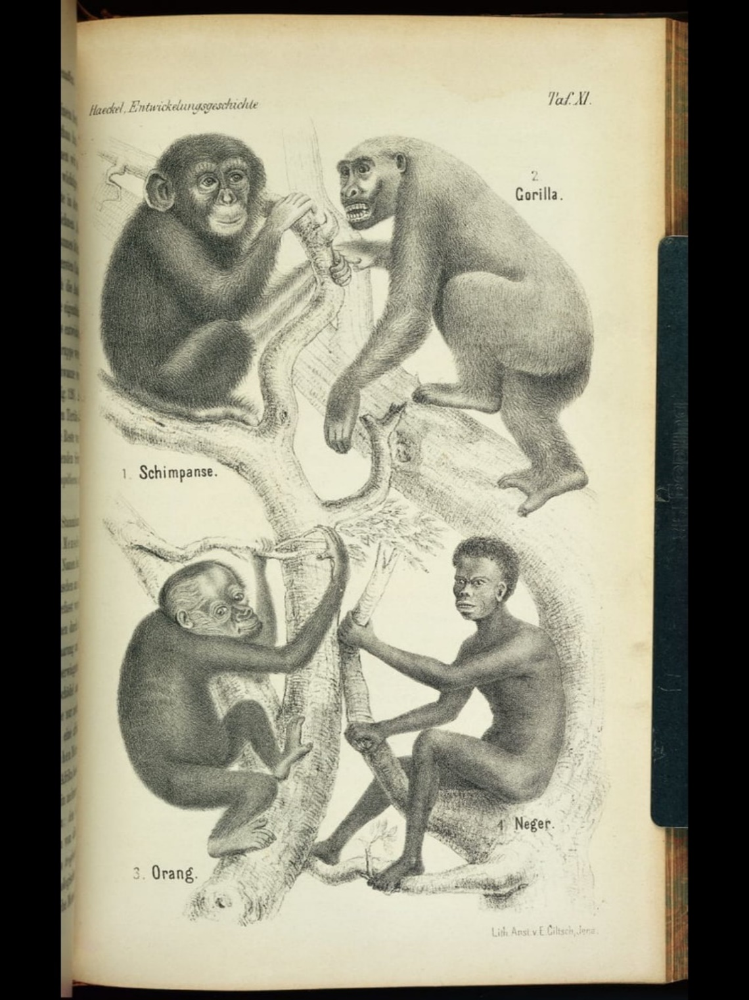 Haeckel, Entwickelungsgeschichte
Taf. XI.
2.
Gorilla.
1. Schimpanse.
3. Orang.
4. Neger.
Lith. Anst. v. E. Giltsch, Jena.